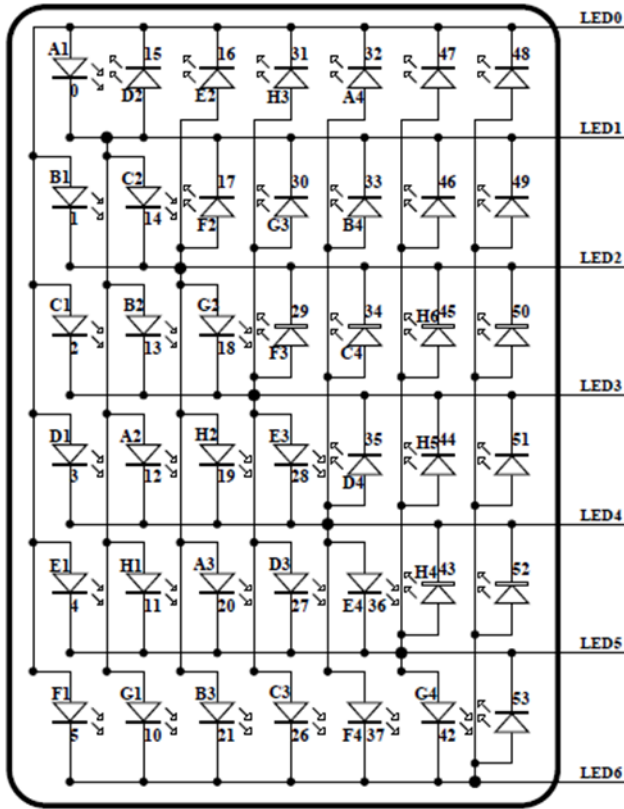 LED0
A1 15 16 31 32 47 48
0 D2 E2 H3 A4
LED1
B1 C2 17 30 33 46 49
1 14 F2 G3 B4
LED2
C1 B2 G2 29 34 H6 45 50
2 13 18 F3 C4
LED3
D1 A2 H2 E3 35 H5 44 51
3 12 19 28 D4
LED4
E1 H1 A3 D3 H4 43 52
4 11 20 27 E4 36
LED5
F1 G1 B3 C3 G4 53
5 10 21 26 F4 37 42
LED6